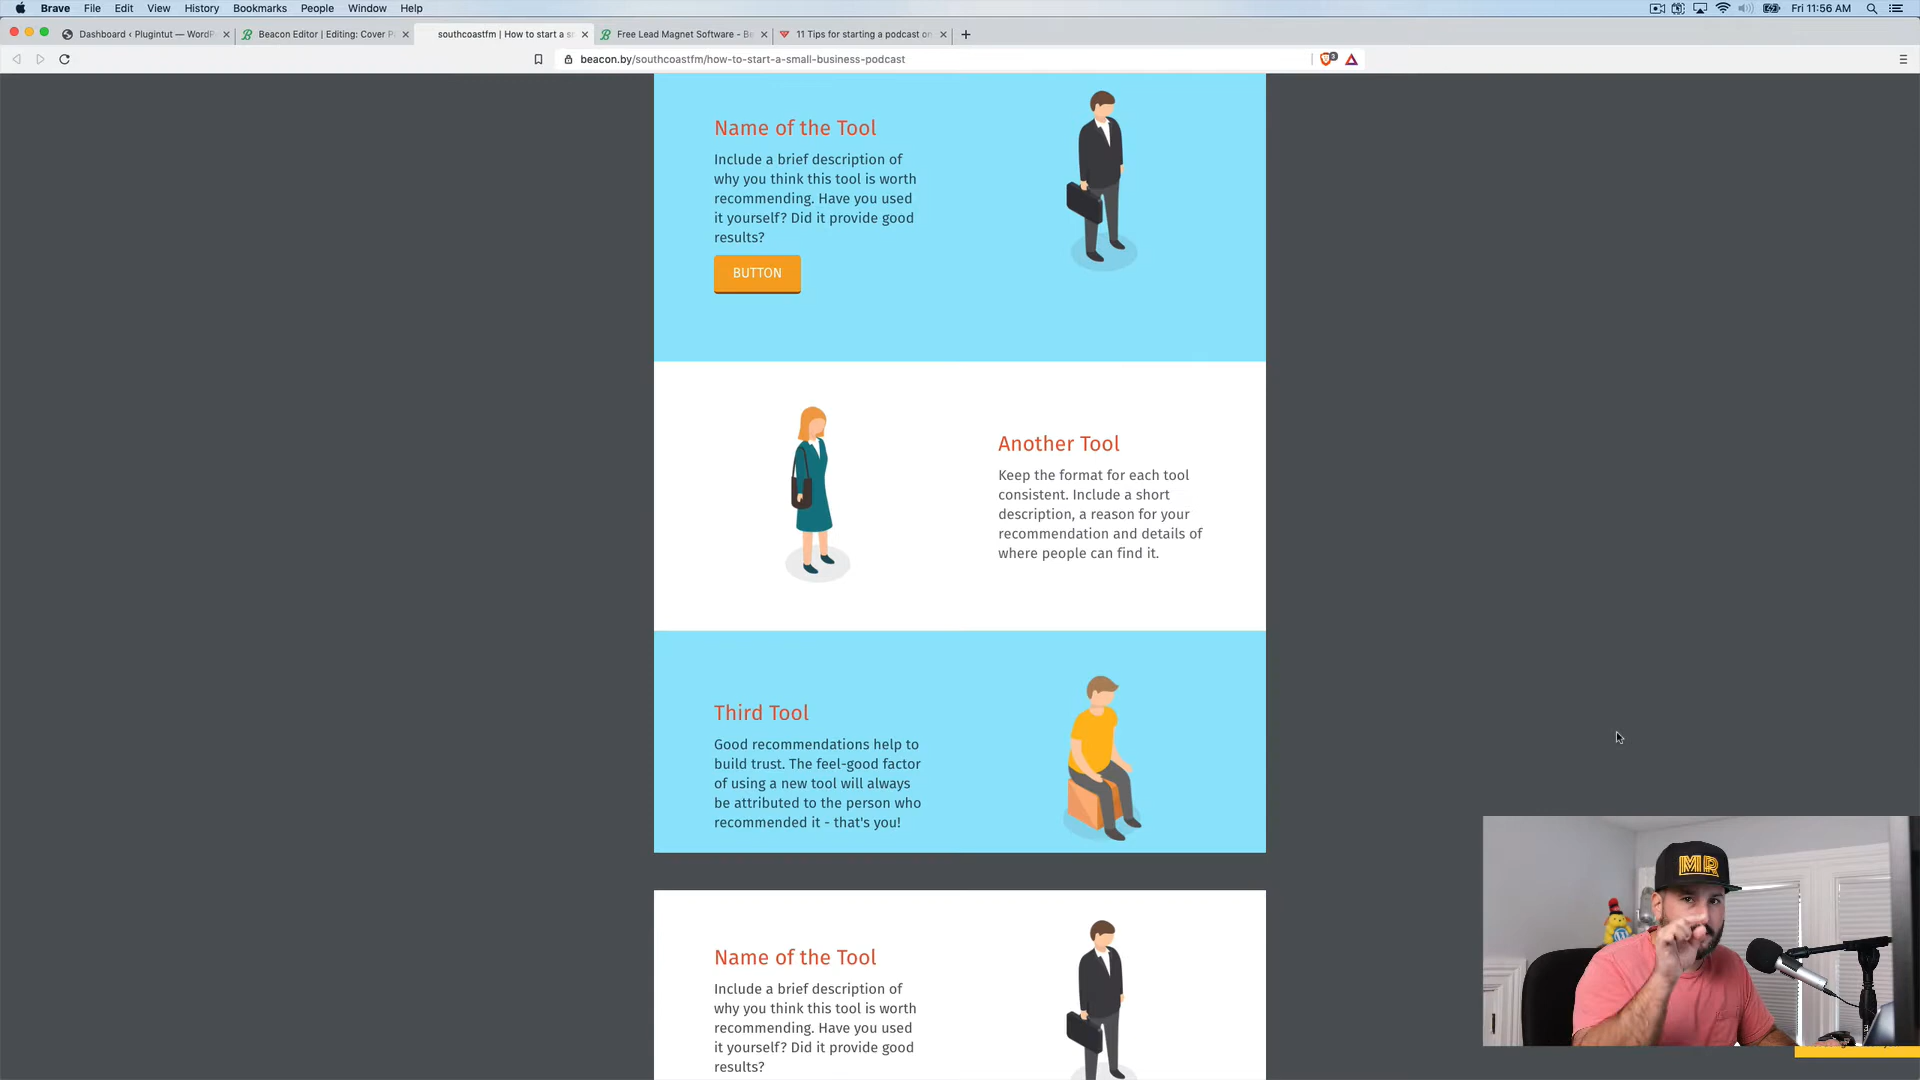 Brave File Edit View History Bookmarks People Window Help Fri 11:56 AM
Dashboard ‹ Plugintut — WordP
Beacon Editor | Editing: Cover P
southcoastfm | How to start a s
Free Lead Magnet Software - Be
11 Tips for starting a podcast on
beacon.by/southcoastfm/how-to-start-a-small-business-podcast
Name of the Tool
Include a brief description of
why you think this tool is worth
recommending. Have you used
it yourself? Did it provide good
results?
BUTTON
Another Tool
Keep the format for each tool
consistent. Include a short
description, a reason for your
recommendation and details of
where people can find it.
Third Tool
Good recommendations help to
build trust. The feel-good factor
of using a new tool will always
be attributed to the person who
recommended it - that's you!
Name of the Tool
Include a brief description of
why you think this tool is worth
recommending. Have you used
it yourself? Did it provide good
results?
MR